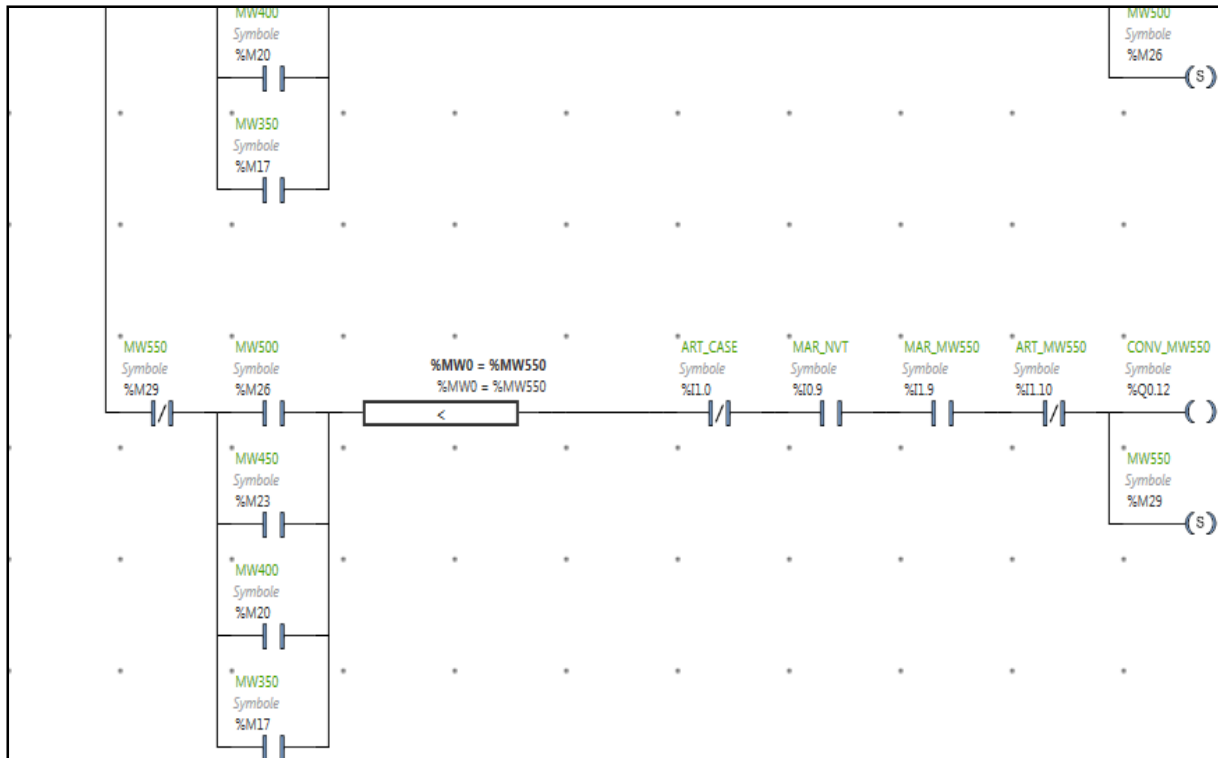 MW400
Symbole
%M20
MW500
Symbole
%M26
(S)
MW350
Symbole
%M17
MW550
Symbole
%M29
MW500
Symbole
%M26
%MW0 = %MW550
%MW0 = %MW550
<
ART_CASE
Symbole
%I1.0
MAR_NVT
Symbole
%I0.9
MAR_MW550
Symbole
%I1.9
ART_MW550
Symbole
%I1.10
CONV_MW550
Symbole
%Q0.12
MW450
Symbole
%M23
MW550
Symbole
%M29
(S)
MW400
Symbole
%M20
MW350
Symbole
%M17